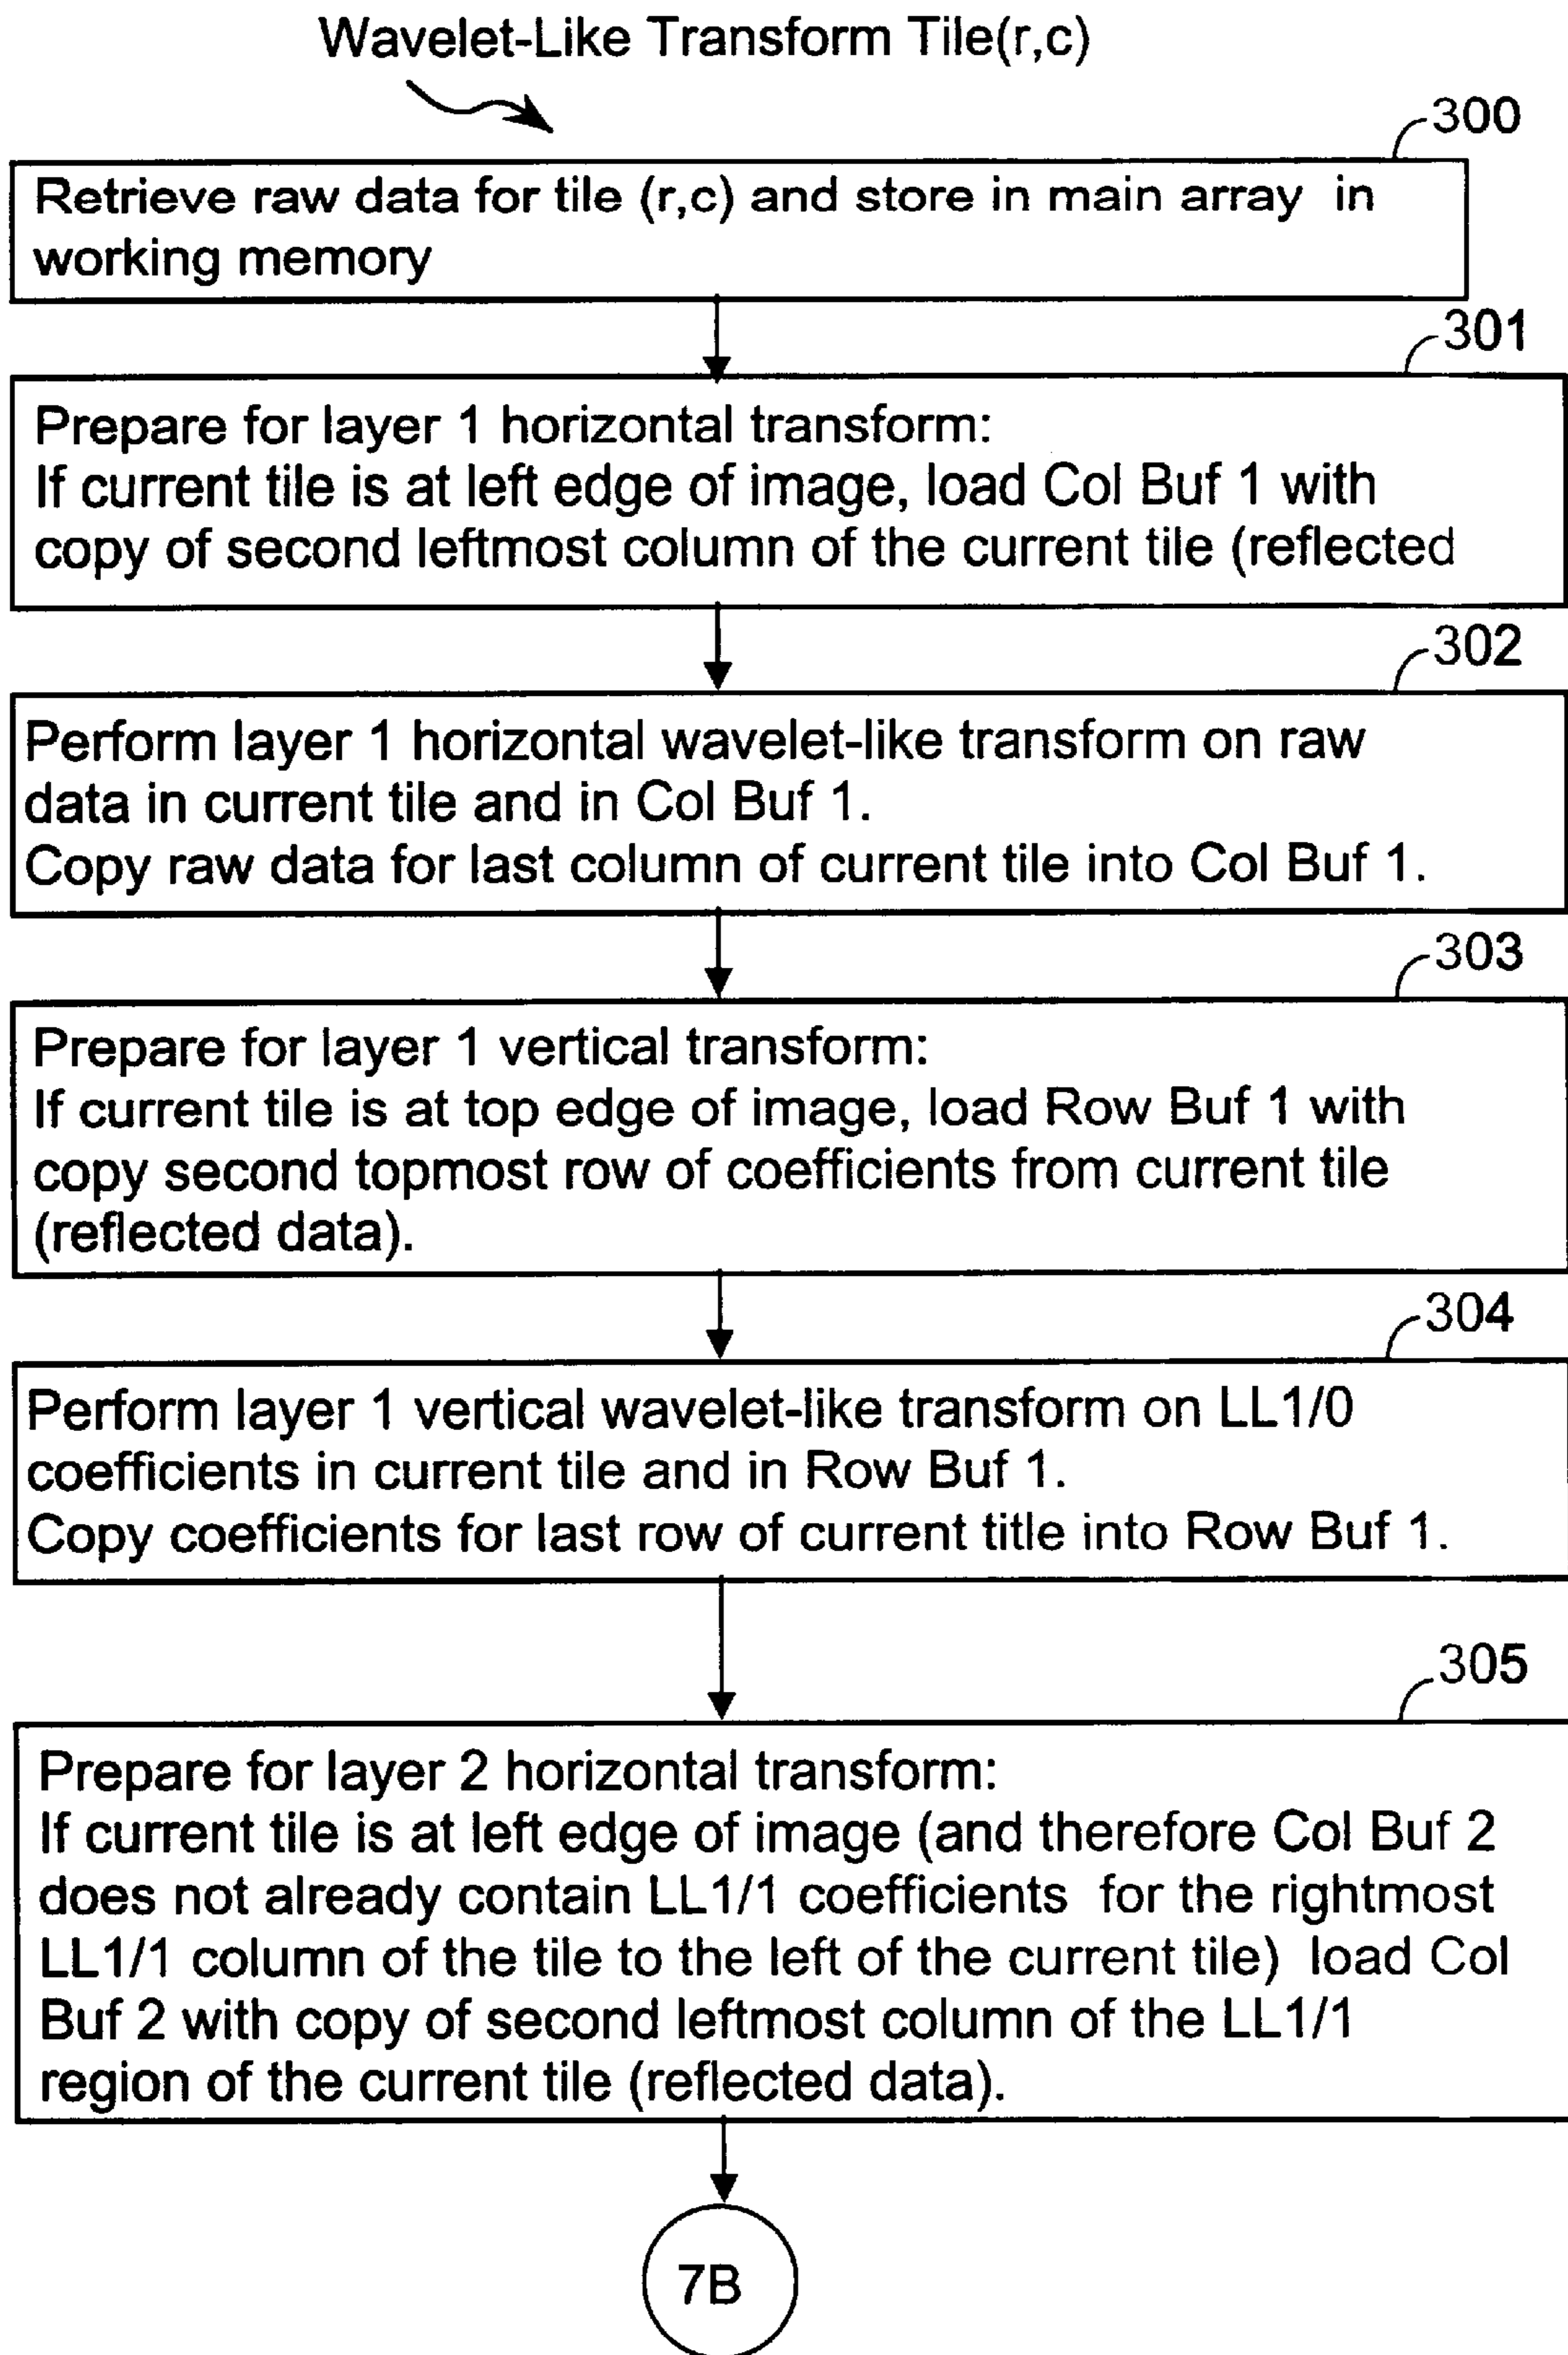 Wavelet-Like Transform Tile(r,c)
300
Retrieve raw data for tile (r,c) and store in main array in
working memory
301
Prepare for layer 1 horizontal transform:
If current tile is at left edge of image, load Col Buf 1 with
copy of second leftmost column of the current tile (reflected
302
Perform layer 1 horizontal wavelet-like transform on raw
data in current tile and in Col Buf 1.
Copy raw data for last column of current tile into Col Buf 1.
303
Prepare for layer 1 vertical transform:
If current tile is at top edge of image, load Row Buf 1 with
copy second topmost row of coefficients from current tile
(reflected data).
304
Perform layer 1 vertical wavelet-like transform on LL1/0
coefficients in current tile and in Row Buf 1.
Copy coefficients for last row of current title into Row Buf 1.
305
Prepare for layer 2 horizontal transform:
If current tile is at left edge of image (and therefore Col Buf 2
does not already contain LL1/1 coefficients for the rightmost
LL1/1 column of the tile to the left of the current tile) load Col
Buf 2 with copy of second leftmost column of the LL1/1
region of the current tile (reflected data).
7B